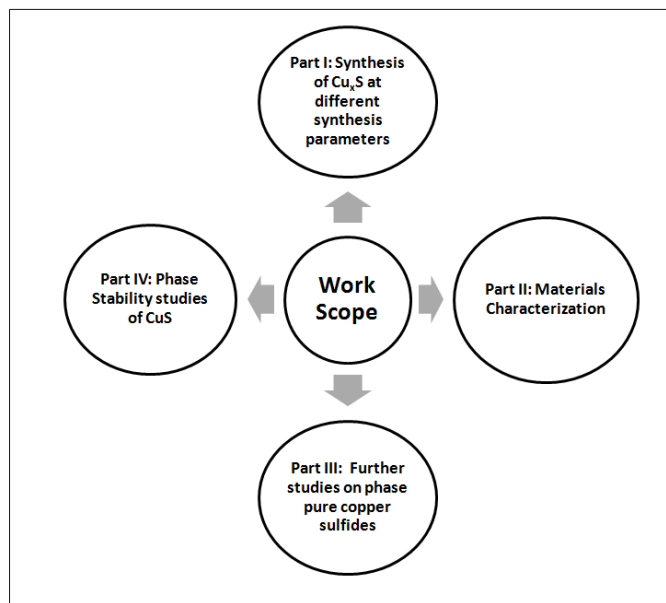 Part I: Synthesis
of CuₓS at
different
synthesis
parameters
Part IV: Phase
Stability studies
of CuS
Work
Scope
Part II: Materials
Characterization
Part III:  Further
studies on phase
pure copper
sulfides